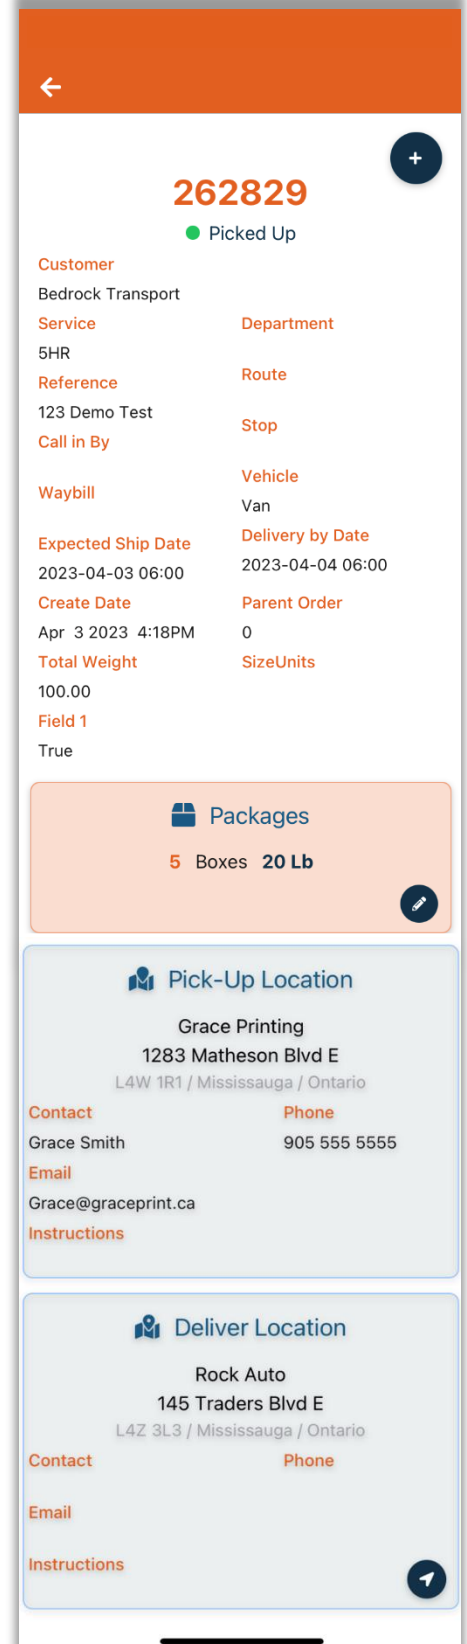 262829
Picked Up
Customer
Bedrock Transport
Service
Department
5HR
Reference
Route
123 Demo Test
Stop
Call in By
Vehicle
Waybill
Van
Expected Ship Date
Delivery by Date
2023-04-03 06:00
2023-04-04 06:00
Create Date
Parent Order
Apr 3 2023 4:18PM
0
Total Weight
SizeUnits
100.00
Field 1
True
Packages
5 Boxes 20 Lb
Pick-Up Location
Grace Printing
1283 Matheson Blvd E
L4W 1R1 / Mississauga / Ontario
Contact
Phone
Grace Smith
905 555 5555
Email
Grace@graceprint.ca
Instructions
Deliver Location
Rock Auto
145 Traders Blvd E
L4Z 3L3 / Mississauga / Ontario
Contact
Phone
Email
Instructions